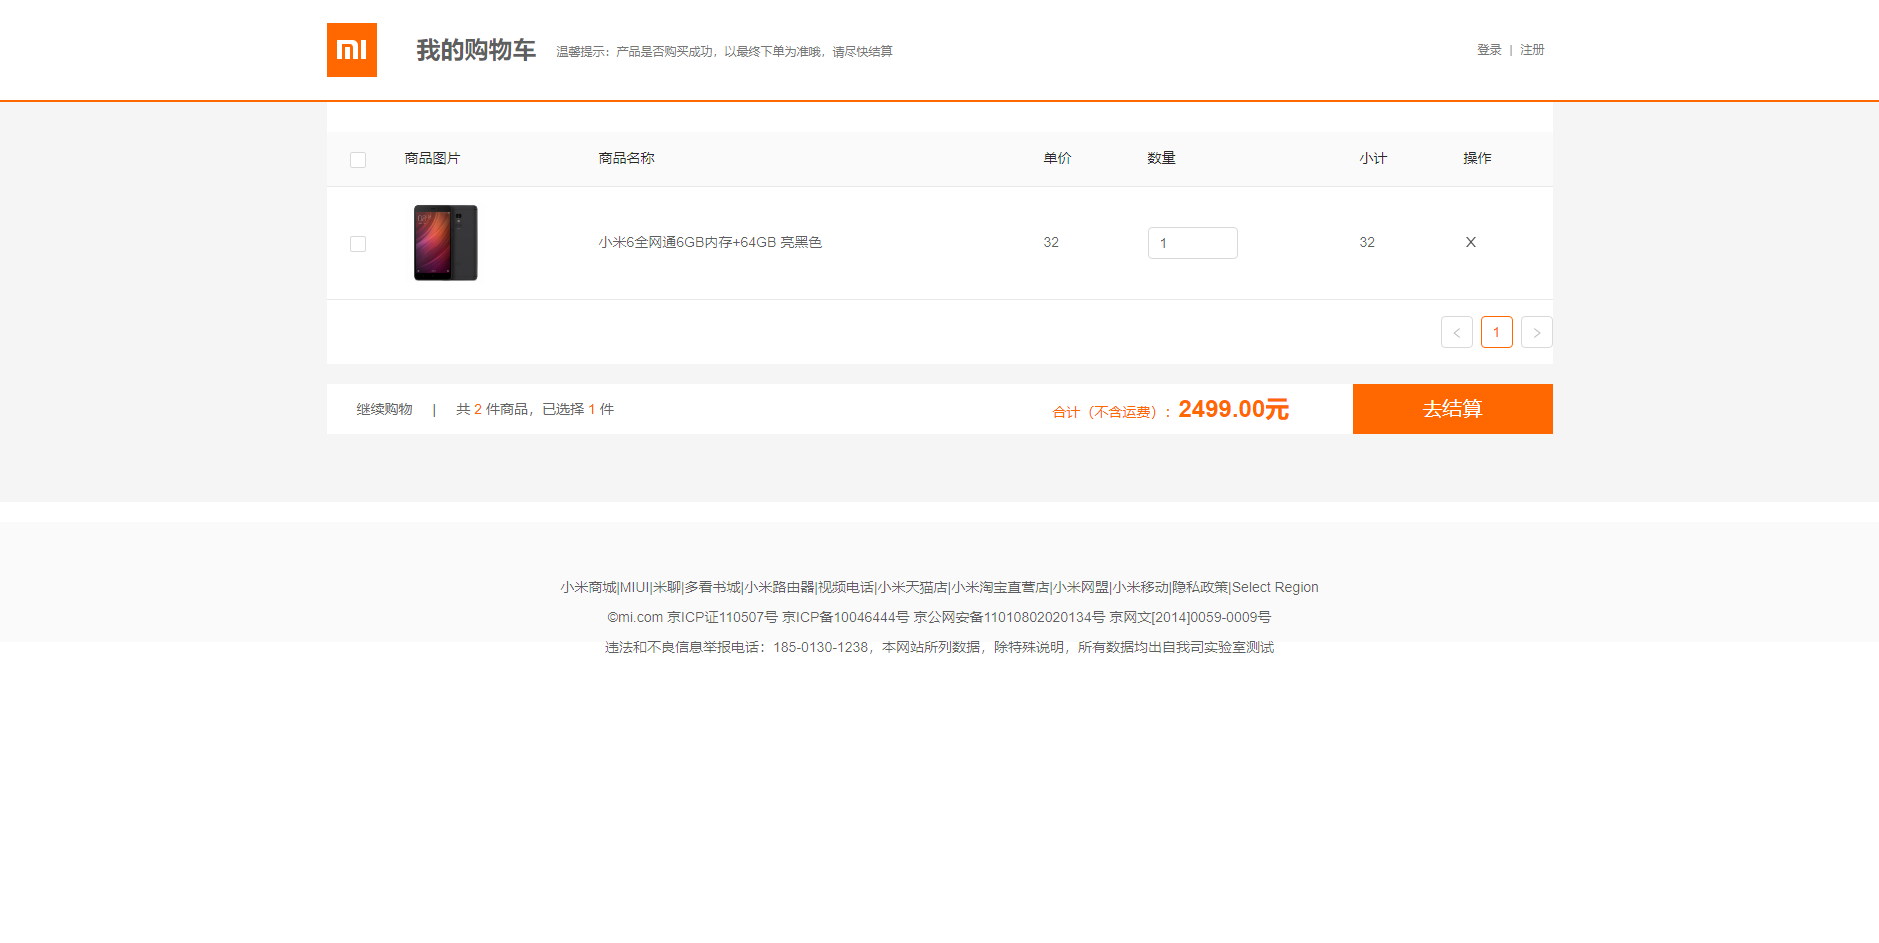 我的购物车 温馨提示：产品是否购买成功，以最终下单为准哦，请尽快结算 登录 | 注册
商品图片 商品名称 单价 数量 小计 操作
小米6全网通6GB内存+64GB 亮黑色 32 1 32 X
< 1 >
继续购物 | 共 2 件商品，已选择 1 件 合计（不含运费）: 2499.00元 去结算
小米商城|MIUI|米聊|多看书城|小米路由器|视频电话|小米天猫店|小米淘宝直营店|小米网盟|小米移动|隐私政策|Select Region
©mi.com 京ICP证110507号 京ICP备10046444号 京公网安备11010802020134号 京网文[2014]0059-0009号
违法和不良信息举报电话：185-0130-1238，本网站所列数据，除特殊说明，所有数据均出自我司实验室测试